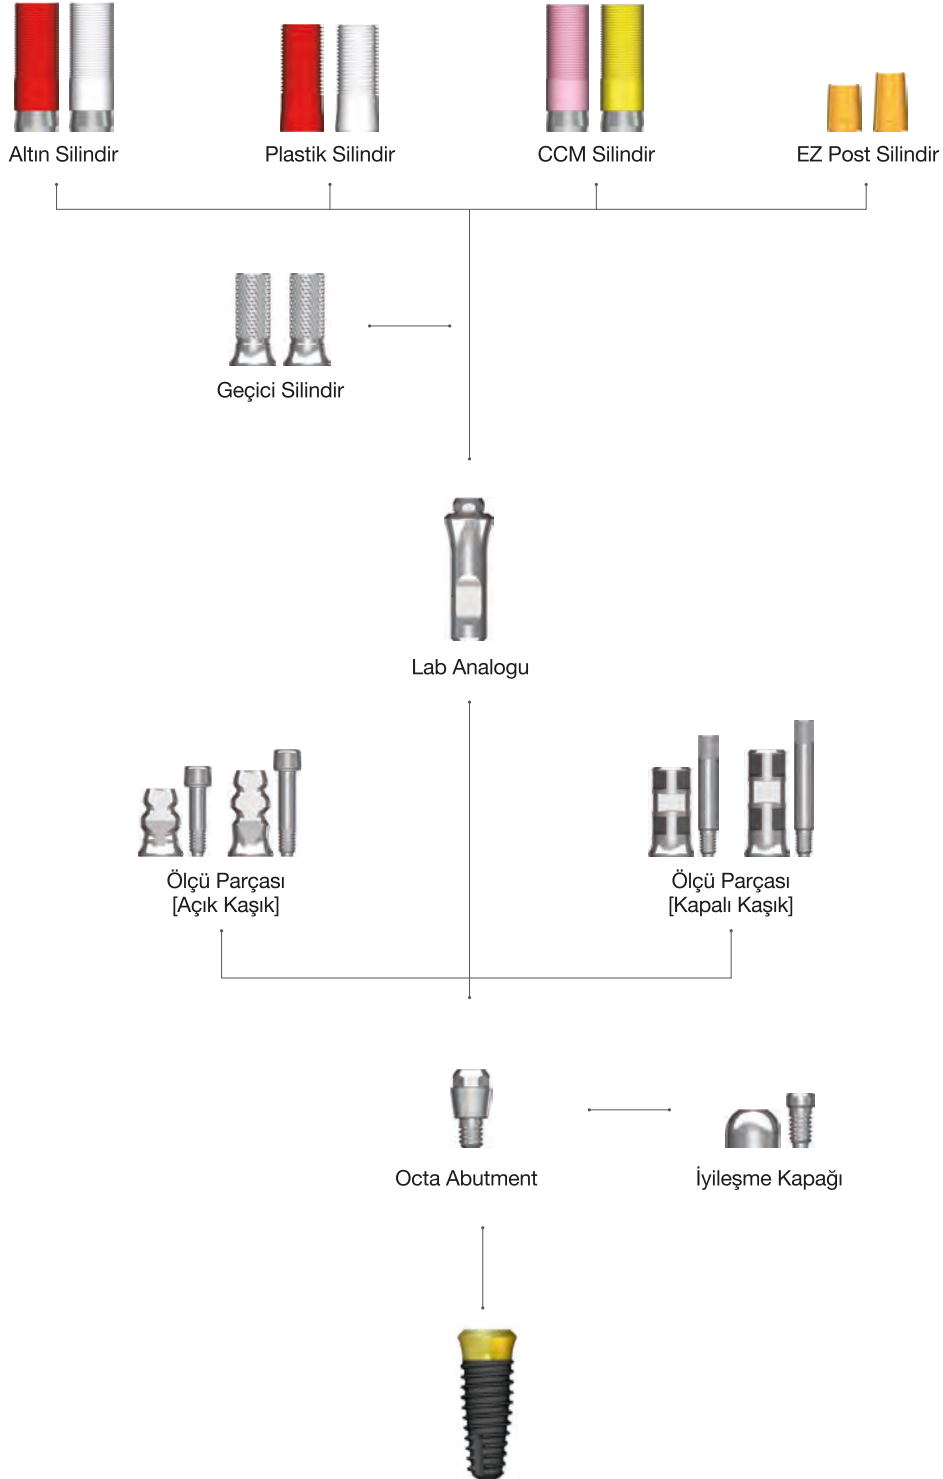 Altın Silindir
Plastik Silindir
CCM Silindir
EZ Post Silindir
Geçici Silindir
Lab Analogu
Ölçü Parçası
[Açık Kaşık]
Ölçü Parçası
[Kapalı Kaşık]
Octa Abutment
İyileşme Kapağı